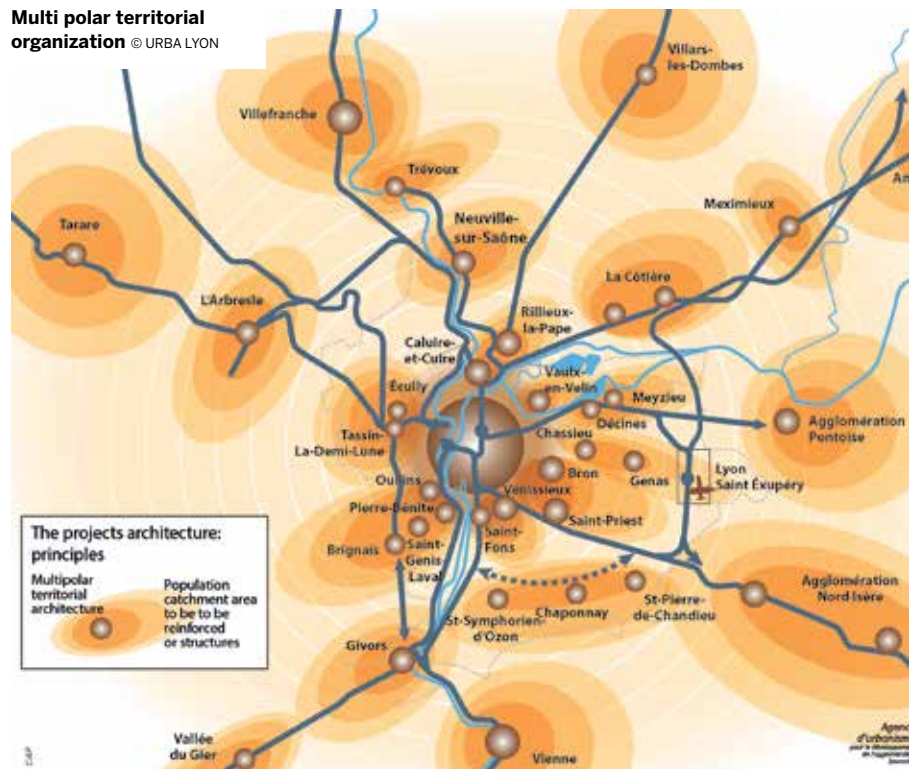 Multi polar territorial
organization © URBA LYON
Villars-
les-Dombes
Villefranche
Trévoux
An
Tarare
Neuville-
sur-Saône
Meximieux
La Côtière
L'Arbresle
Rillieux-
la-Pape
Caluire-
et-Cuire
Vaulx-
en-Velin
Écully
Meyzieu
Décines
Agglomération
Pontoise
Tassin-
La-Demi-Lune
Chassieu
Bron
Genas
Lyon
Saint Exupéry
Oullins
Vénissieux
Pierre-Bénite
Saint-Priest
Saint-
Fons
Brignais
Saint-
Genis
Laval
The projects architecture:
principles
Multipolar
territorial
architecture
Population
catchment area
to be to be
reinforced
or structures
St-Symphorien-
d'Ozon
Chaponnay
St-Pierre-
de-Chandieu
Agglomération
Nord-Isère
Givors
Vallée
du Gier
Vienne
Agence
d'urbanisme